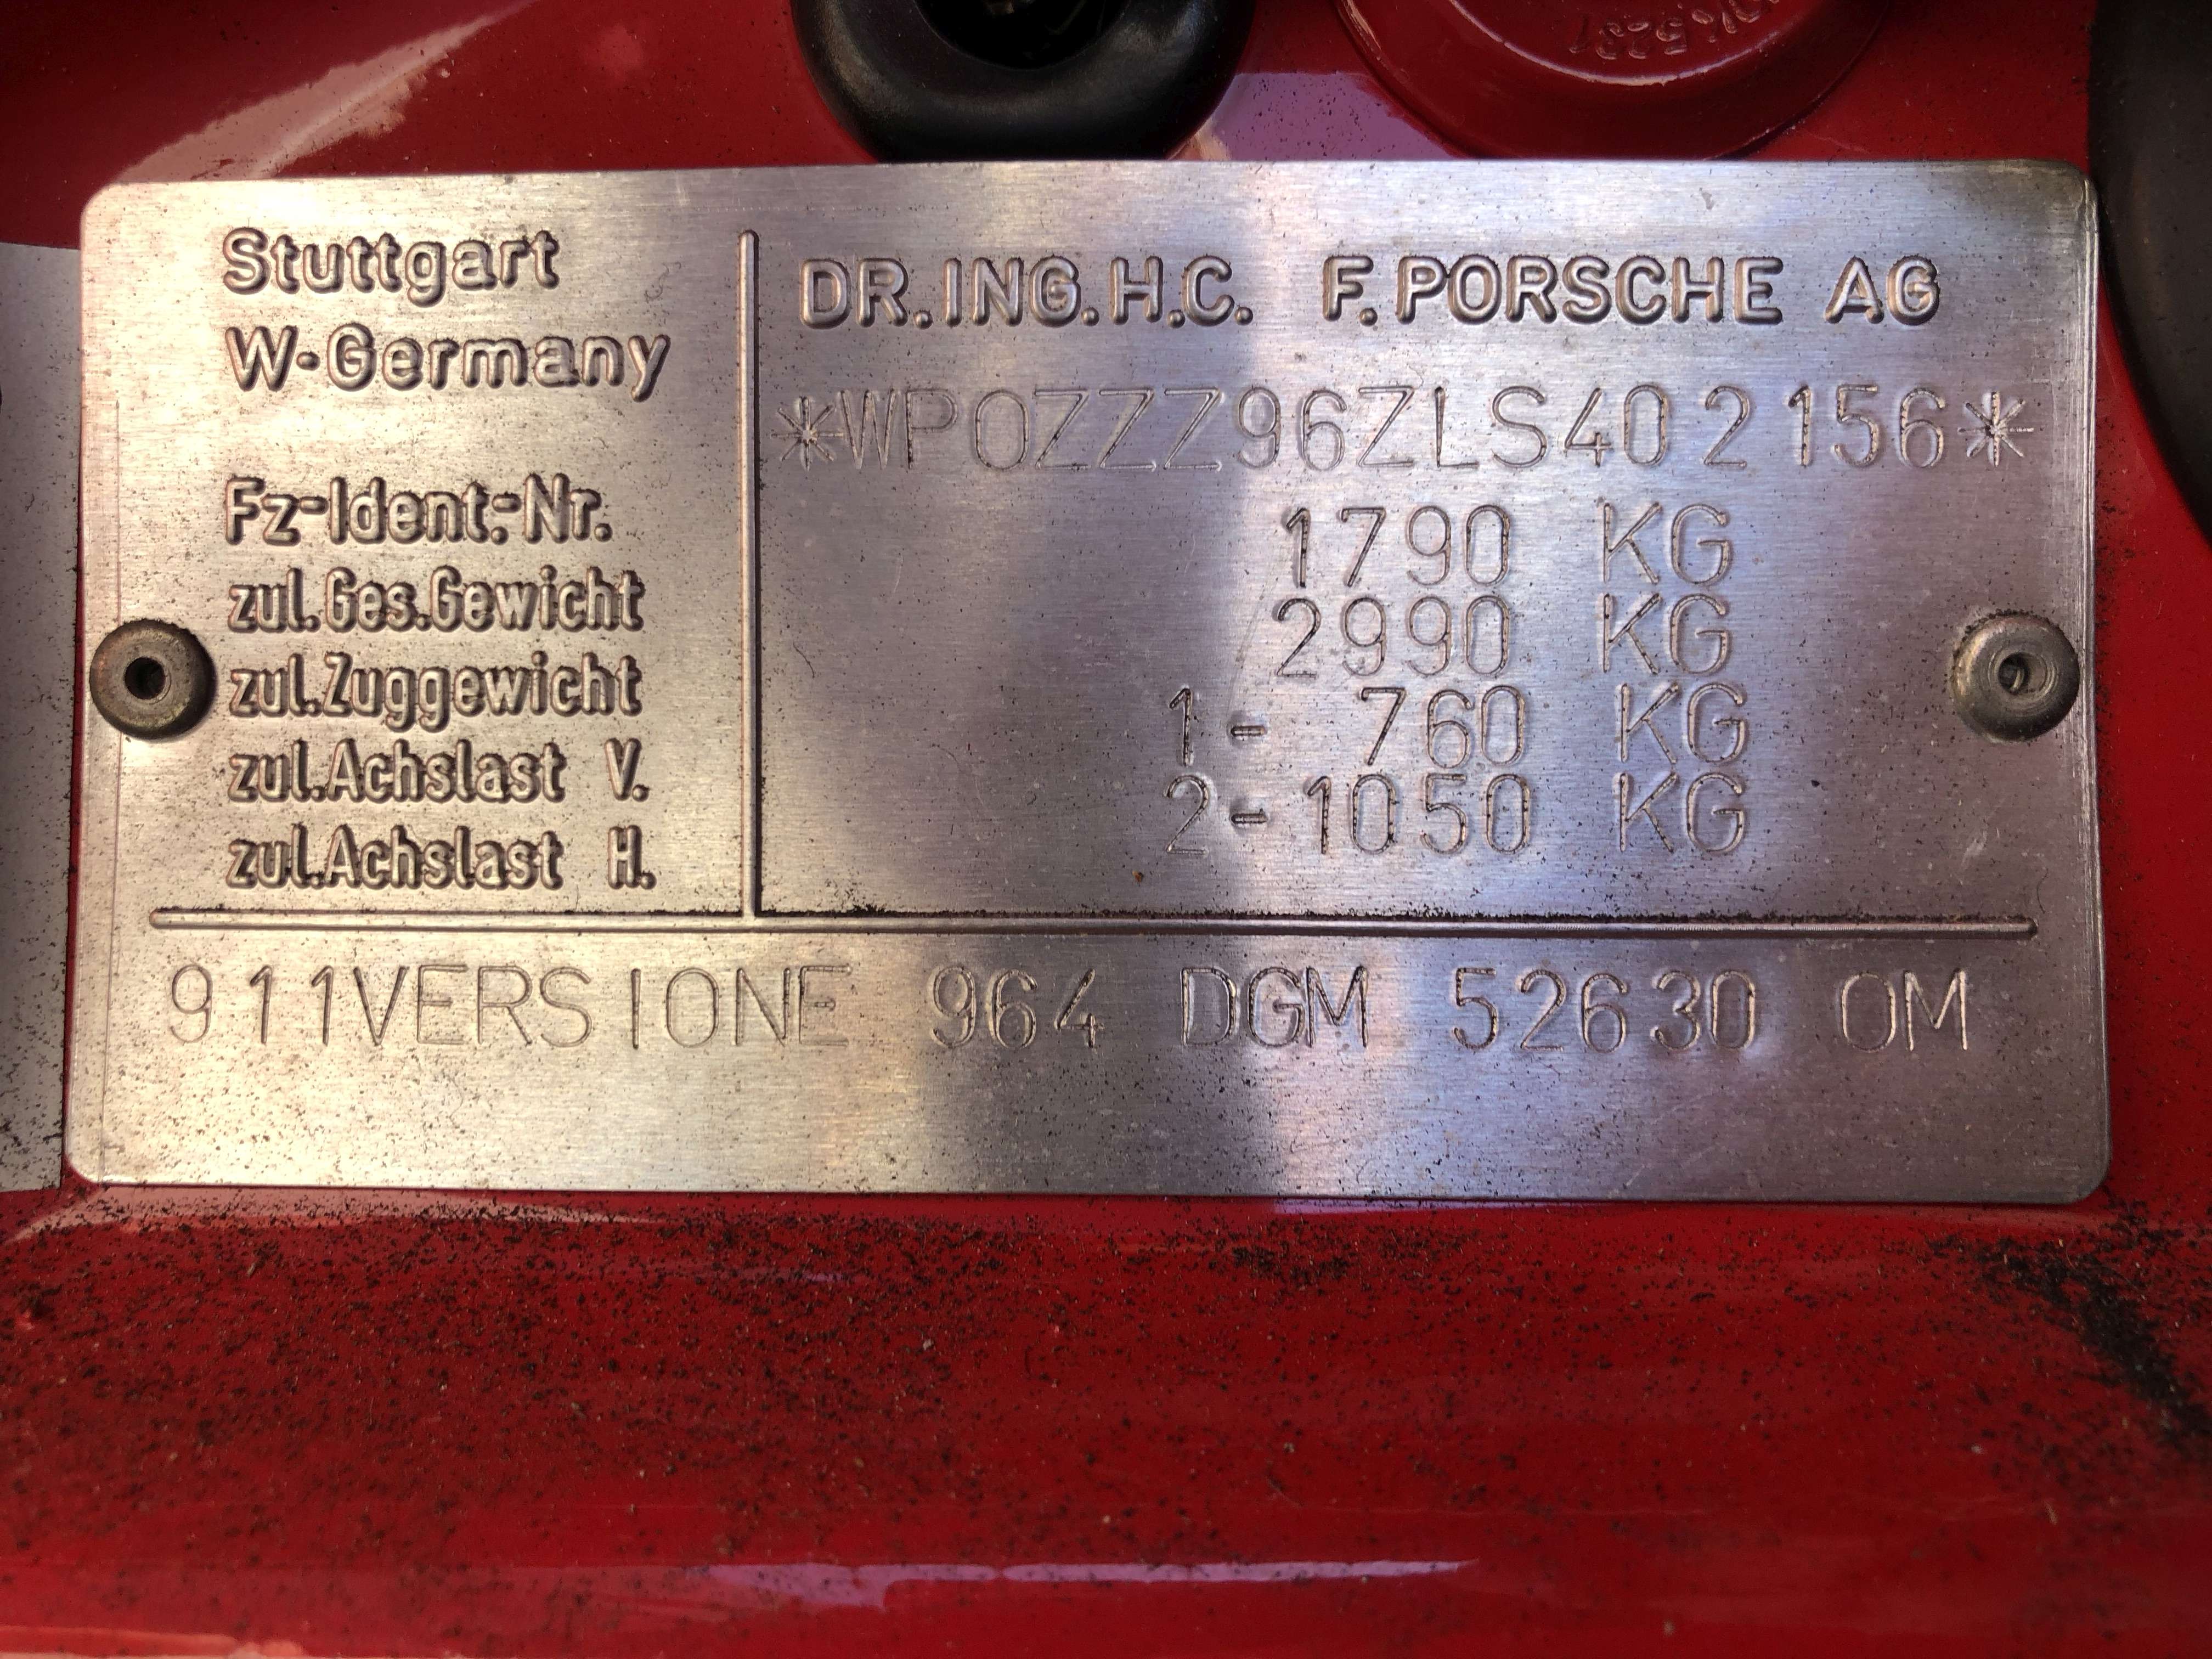 Stuttgart
W-Germany
DR.ING.H.C. F.PORSCHE AG
*WP0ZZZ96ZLS402156*
Fz-Ident.-Nr.
zul.Ges.Gewicht 1790 KG
zul.Zuggewicht 2990 KG
zul.Achslast V. 1- 760 KG
zul.Achslast H. 2-1050 KG
911VERSIONE 964 DGM 52630 OM